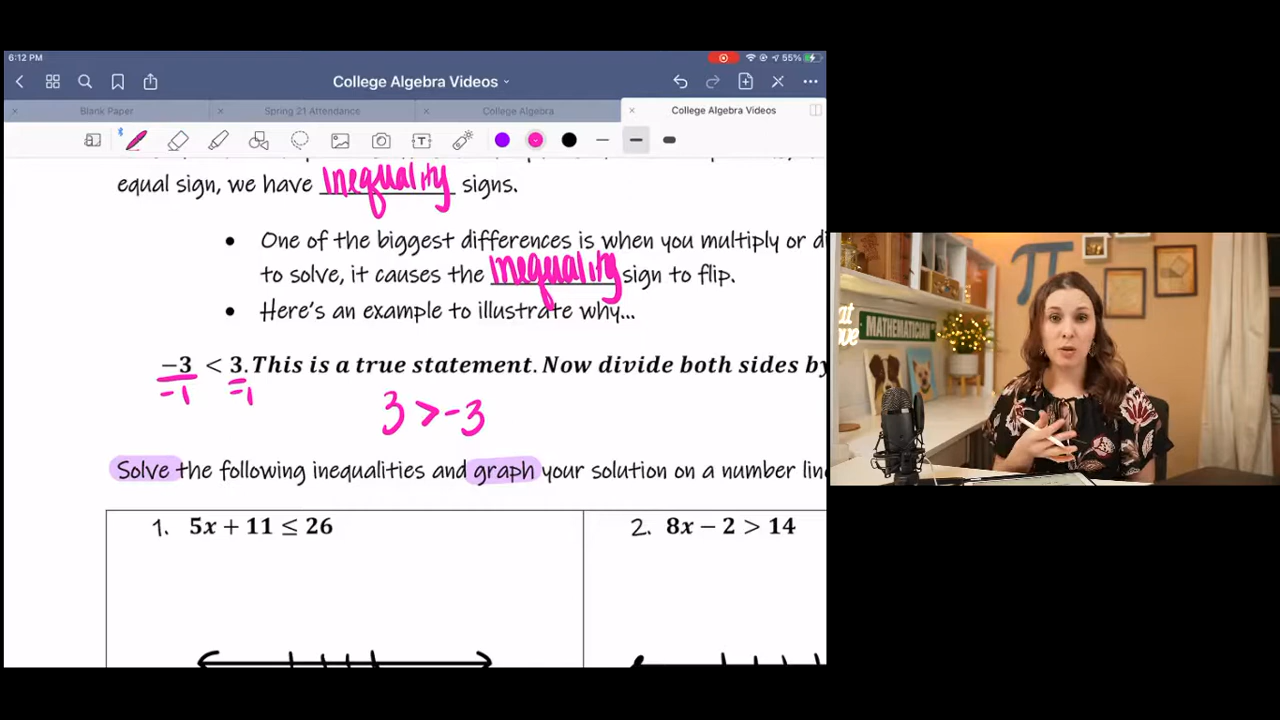 6:12 PM
55%
College Algebra Videos
Blank Paper
Spring 21 Attendance
College Algebra
College Algebra Videos
equal sign, we have inequality signs.
• One of the biggest differences is when you multiply or di
to solve, it causes the inequality sign to flip.
• Here's an example to illustrate why...
−3 < 3. This is a true statement. Now divide both sides by
-1 -1
3 > -3
Solve the following inequalities and graph your solution on a number lin
1. 5x + 11 ≤ 26
2. 8x − 2 > 14
MATHEMATICIAN